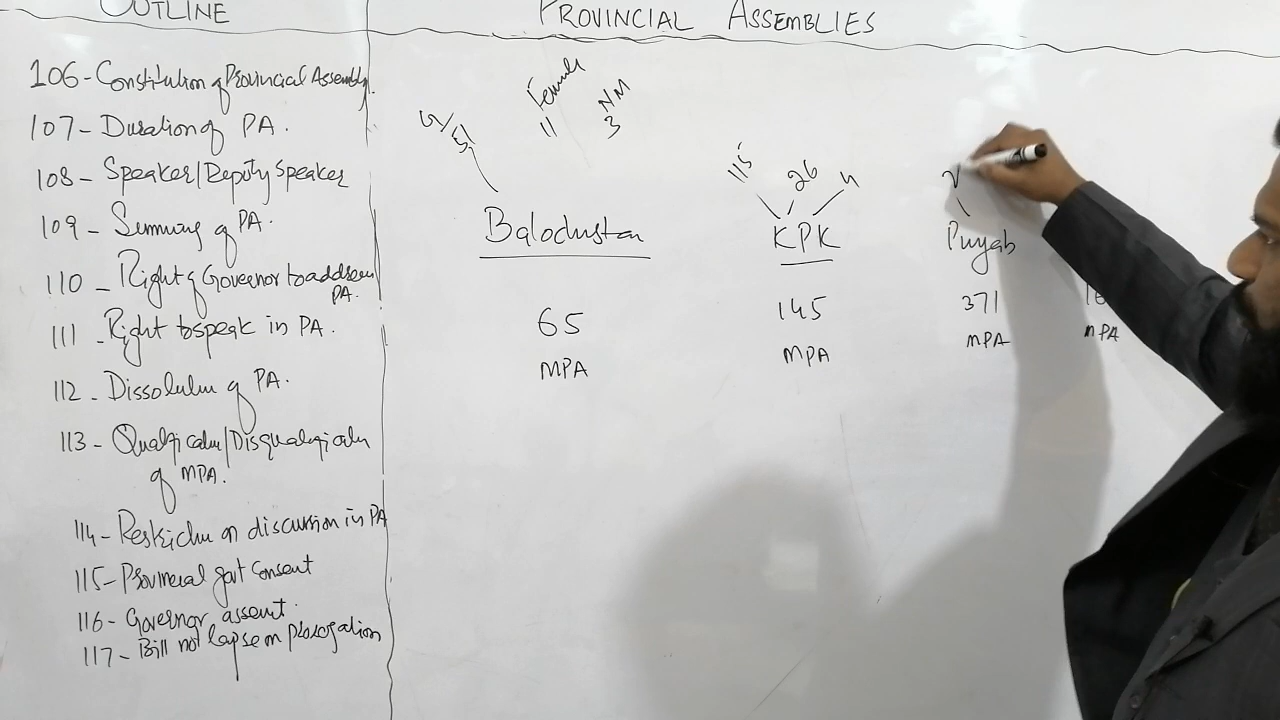 OUTLINE
PROVINCIAL ASSEMBLIES
106 - Constitution of Provincial Assembly.
107 - Duration of PA.
108 - Speaker/Deputy Speaker
109 - Summing of PA.
110 - Right of Governor to address
PA.
111 - Right to speak in PA.
112 - Dissolution of PA.
113 - Qualification/Disqualification
of MPA.
114 - Restriction on discussion in PA
115 - Provincial govt Consent
116 - Governor assent.
117 - Bill not lapse on prorogation
G/51
Female
11
NM
3
Balochistan
65
MPA
115
26
4
KPK
145
MPA
Punjab
371
MPA
MPA